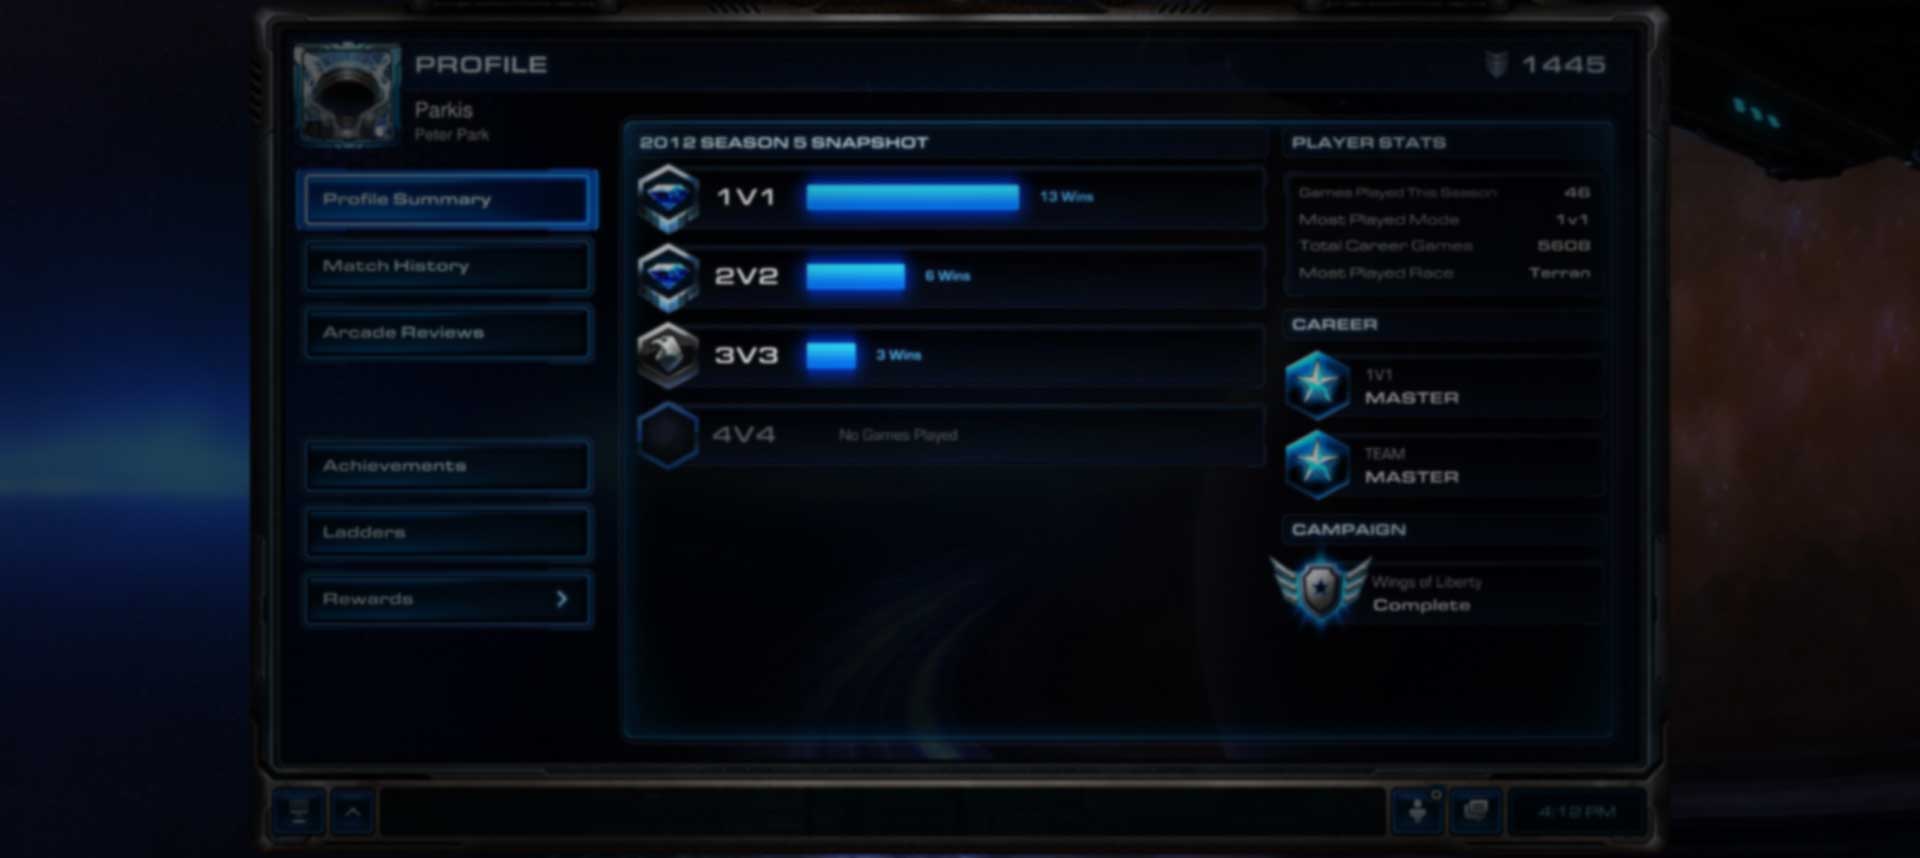 PROFILE
1445
Parkis
Peter Park
Profile Summary
Match History
Arcade Reviews
Achievements
Ladders
Rewards
2012 SEASON 5 SNAPSHOT
1V1 13 Wins
2V2 6 Wins
3V3 3 Wins
4V4 No Games Played
PLAYER STATS
Games Played This Season 46
Most Played Mode 1v1
Total Career Games 5608
Most Played Race Terran
CAREER
1V1
MASTER
TEAM
MASTER
CAMPAIGN
Wings of Liberty
Complete
4:12 PM